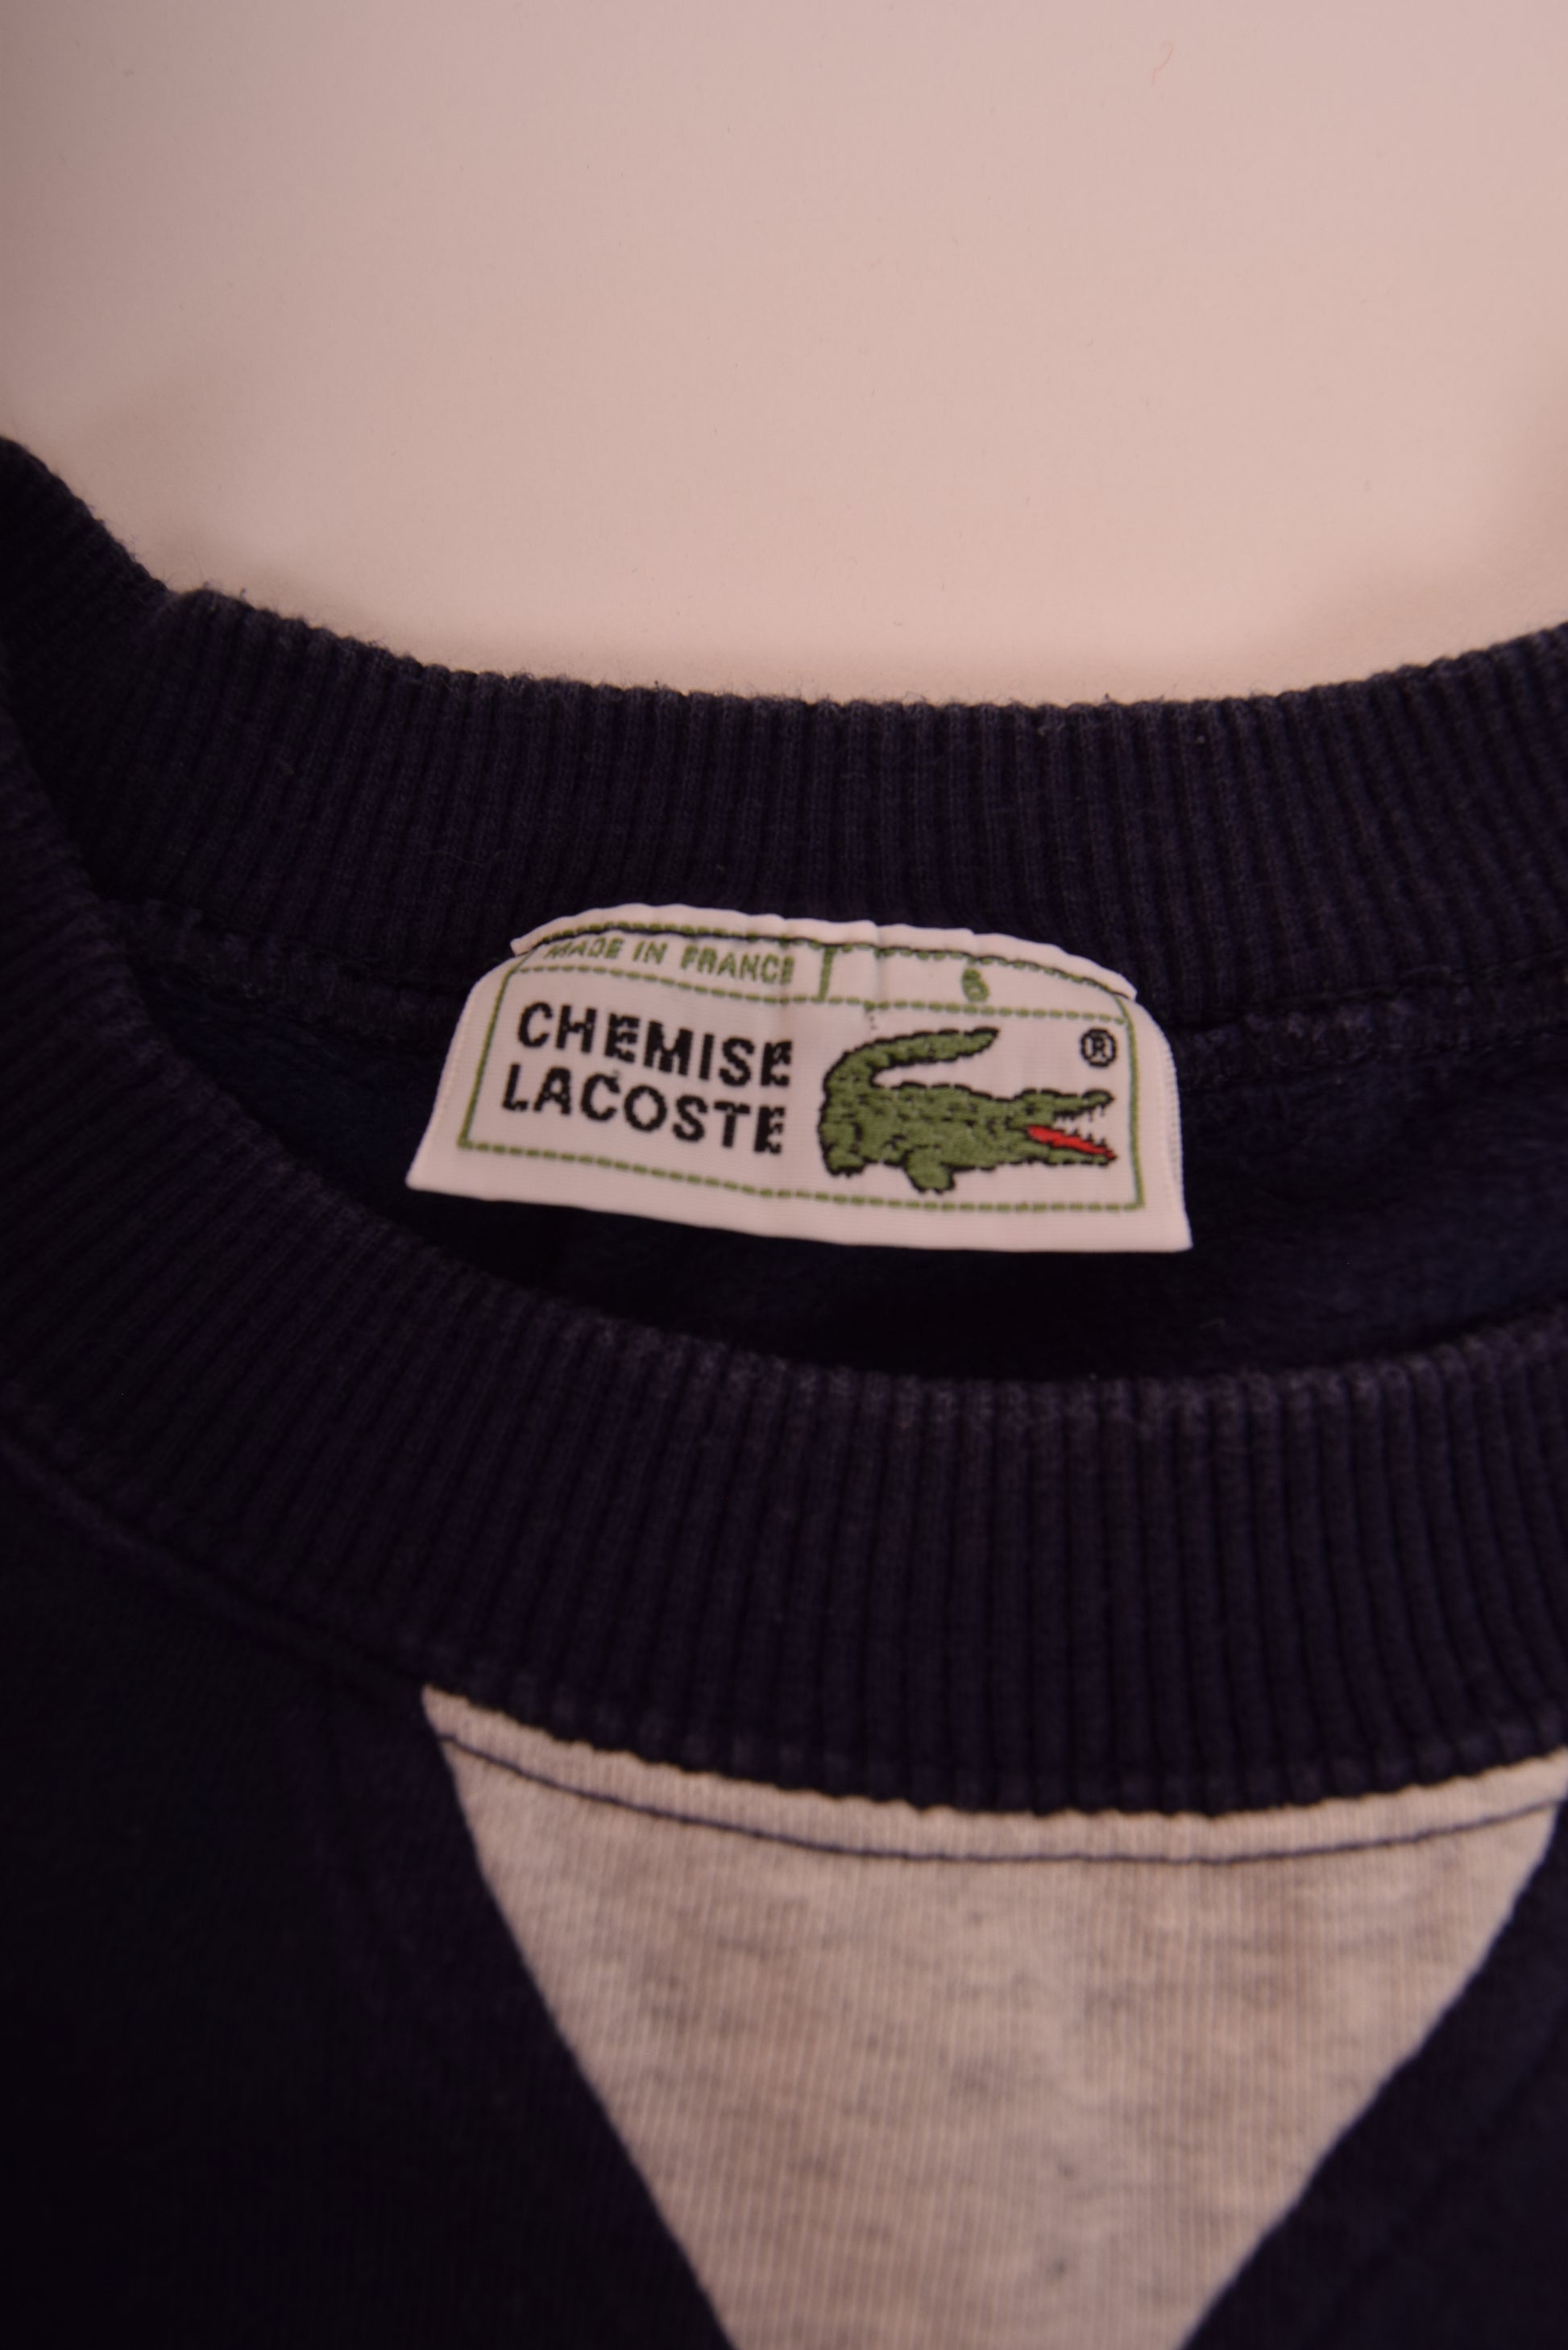 MADE IN FRANCE 6
CHEMISE
LACOSTE
®